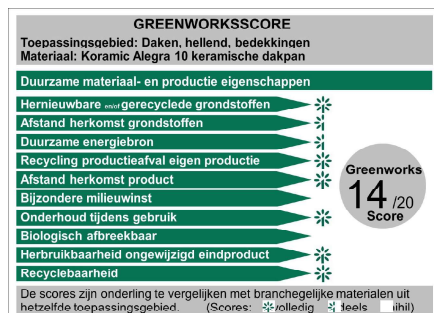 GREENWORKSSCORE
Toepassingsgebied: Daken, hellend, bedekkingen
Materiaal: Koramic Alegra 10 keramische dakpan
Duurzame materiaal- en productie eigenschappen
Hernieuwbare en/of gerecyclede grondstoffen
Afstand herkomst grondstoffen
Duurzame energiebron
Recycling productieafval eigen productie
Afstand herkomst product
Bijzondere milieuwinst
Onderhoud tijdens gebruik
Biologisch afbreekbaar
Herbruikbaarheid ongewijzigd eindproduct
Recyclebaarheid
Greenworks
14 /20
Score
De scores zijn onderling te vergelijken met branchegelijke materialen uit
hetzelfde toepassingsgebied. (Scores: volledig deels nihil)